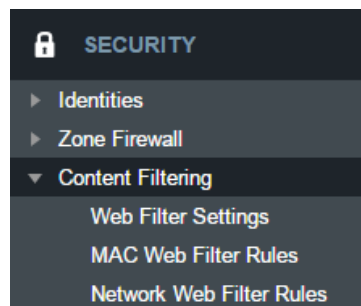 SECURITY
Identities
Zone Firewall
Content Filtering
Web Filter Settings
MAC Web Filter Rules
Network Web Filter Rules